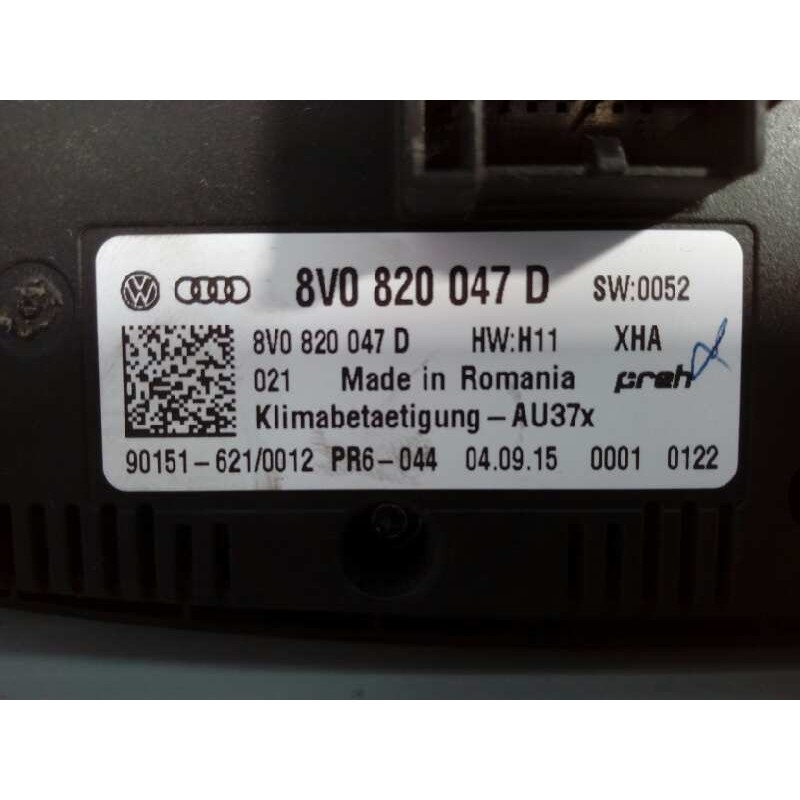 8V0 820 047 D SW:0052
8V0 820 047 D HW:H11 XHA
021 Made in Romania preh
Klimabetaetigung-AU37x
90151-621/0012 PR6-044 04.09.15 0001 0122